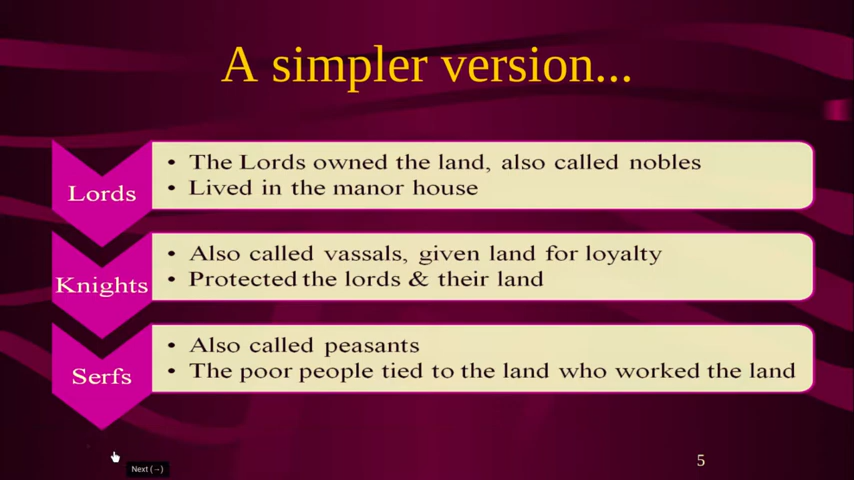 A simpler version...
Lords
• The Lords owned the land, also called nobles
• Lived in the manor house
Knights
• Also called vassals, given land for loyalty
• Protected the lords & their land
Serfs
• Also called peasants
• The poor people tied to the land who worked the land
Next (→)
5